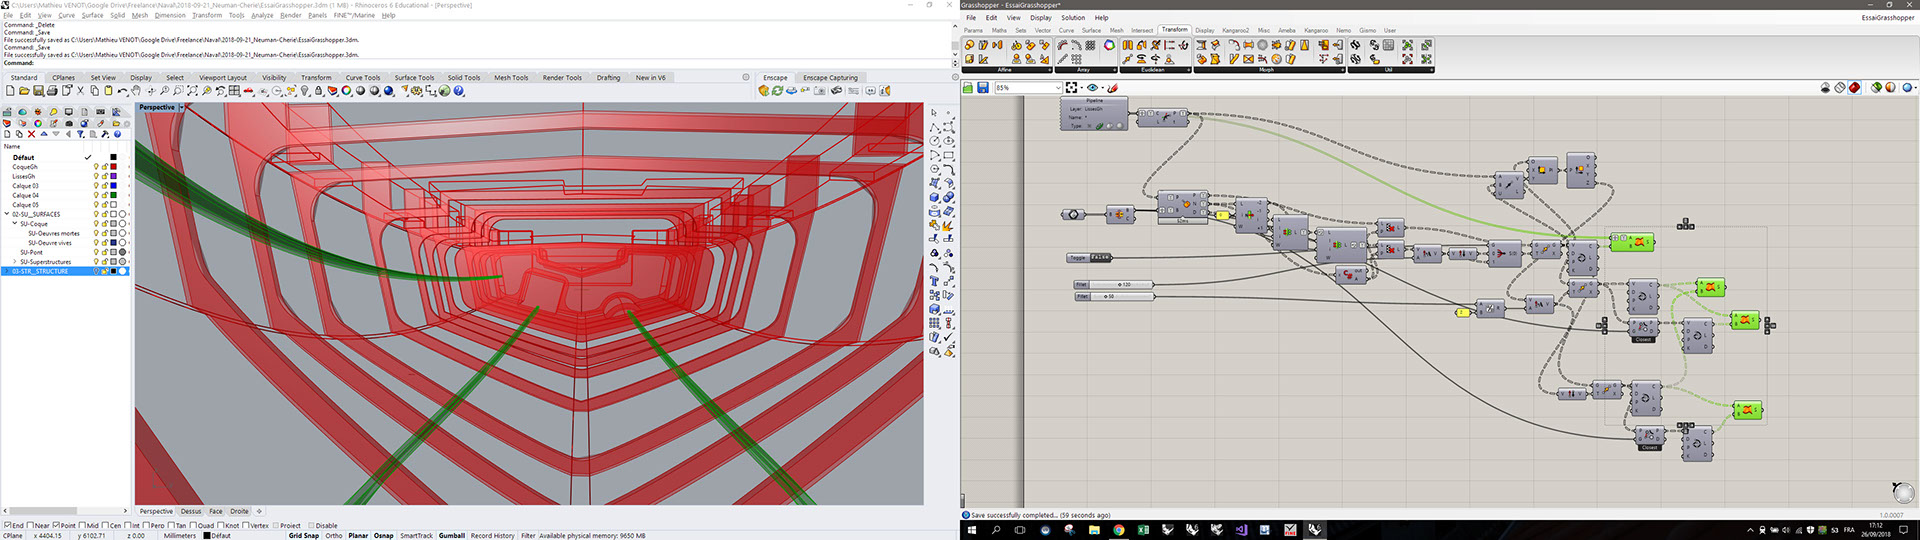 C:\Users\Mathieu VENOT\Google Drive\Freelance\Naval\2018-09-21_Neuman-Cherie\EssaiGrasshopper.3dm (1 MB) - Rhinoceros 6 Educational - [Perspective]
File Edit View Curve Surface Solid Mesh Dimension Transform Tools Analyze Render Panels FINE™/Marine Help
Command: _Delete
Command: _Save
File successfully saved as C:\Users\Mathieu VENOT\Google Drive\Freelance\Naval\2018-09-21_Neuman-Cherie\EssaiGrasshopper.3dm.
Command: _Save
File successfully saved as C:\Users\Mathieu VENOT\Google Drive\Freelance\Naval\2018-09-21_Neuman-Cherie\EssaiGrasshopper.3dm.
Command:
Standard CPlanes Set View Display Select Viewport Layout Visibility Transform Curve Tools Surface Tools Solid Tools Mesh Tools Render Tools Drafting New in V6
Enscape Enscape Capturing
Perspective
Name
Défaut
CoqueGh
LissesGh
Calque 03
Calque 04
Calque 05
02-SU__SURFACES
SU-Coque
SU-Oeuvres mortes
SU-Oeuvre vives
SU-Pont
SU-Superstructures
03-STR_STRUCTURE
Perspective Dessus Face Droite
End Near Point Mid Cen Int Perp Tan Quad Knot Vertex Project Disable
CPlane x 4404.15 y 6102.71 z 0.00 Millimeters Défaut Grid Snap Ortho Planar Osnap SmartTrack Gumball Record History Filter Available physical memory: 9650 MB
Grasshopper - EssaiGrasshopper*
File Edit View Display Solution Help
EssaiGrasshopper
Params Maths Sets Vector Curve Surface Mesh Intersect Transform Display Kangaroo2 Misc Ameba Kangaroo Nemo Gismo User
Affine Array Euclidean Morph Util
85%
Pipeline
Layer: LissesGh
Name: *
Type:
Toggle False
Fillet 120
Fillet 50
Closest
Closest
Save successfully completed... (59 seconds ago)
1.0.0007
FRA
17:12
26/09/2018